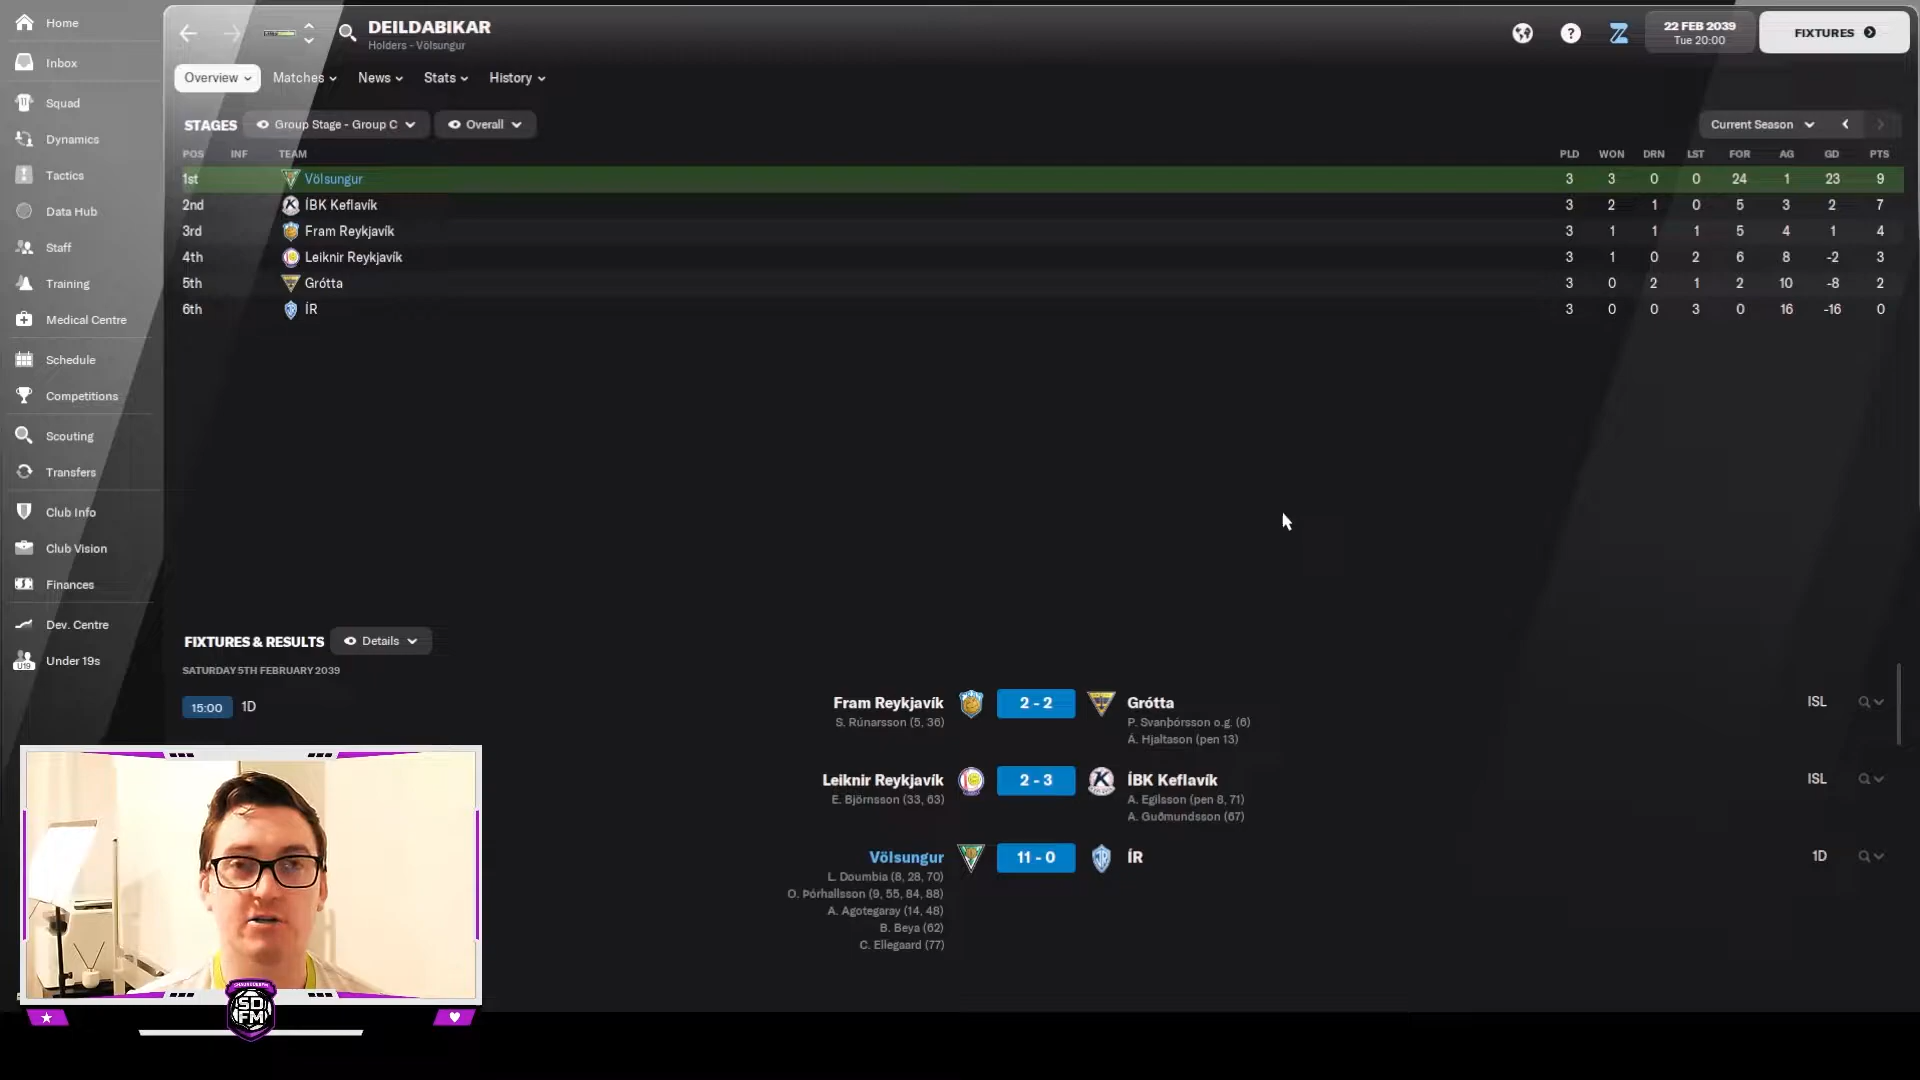 Home
Inbox
Squad
Dynamics
Tactics
Data Hub
Staff
Training
Medical Centre
Schedule
Competitions
Scouting
Transfers
Club Info
Club Vision
Finances
Dev. Centre
U19
Under 19s
DEILDABIKAR
Holders - Völsungur
?
22 FEB 2039
Tue 20:00
FIXTURES
Overview
Matches
News
Stats
History
STAGES
Group Stage - Group C
Overall
Current Season
POS INF TEAM PLD WON DRN LST FOR AG GD PTS
1st Völsungur 3 3 0 0 24 1 23 9
2nd ÍBK Keflavík 3 2 1 0 5 3 2 7
3rd Fram Reykjavík 3 1 1 1 5 4 1 4
4th Leiknir Reykjavík 3 1 0 2 6 8 -2 3
5th Grótta 3 0 2 1 2 10 -8 2
6th ÍR 3 0 0 3 0 16 -16 0
FIXTURES & RESULTS
Details
SATURDAY 5TH FEBRUARY 2039
15:00 1D
Fram Reykjavík 2 - 2 Grótta ISL
S. Rúnarsson (5, 36)
P. Svanþórsson o.g. (6)
Á. Hjaltason (pen 13)
Leiknir Reykjavík 2 - 3 ÍBK Keflavík ISL
E. Björnsson (33, 63)
A. Egilsson (pen 8, 71)
A. Guðmundsson (67)
Völsungur 11 - 0 ÍR 1D
L. Doumbia (8, 28, 70)
O. Þórhallsson (9, 55, 84, 88)
A. Agotegaray (14, 48)
B. Beya (62)
C. Ellegaard (77)
SD
FM